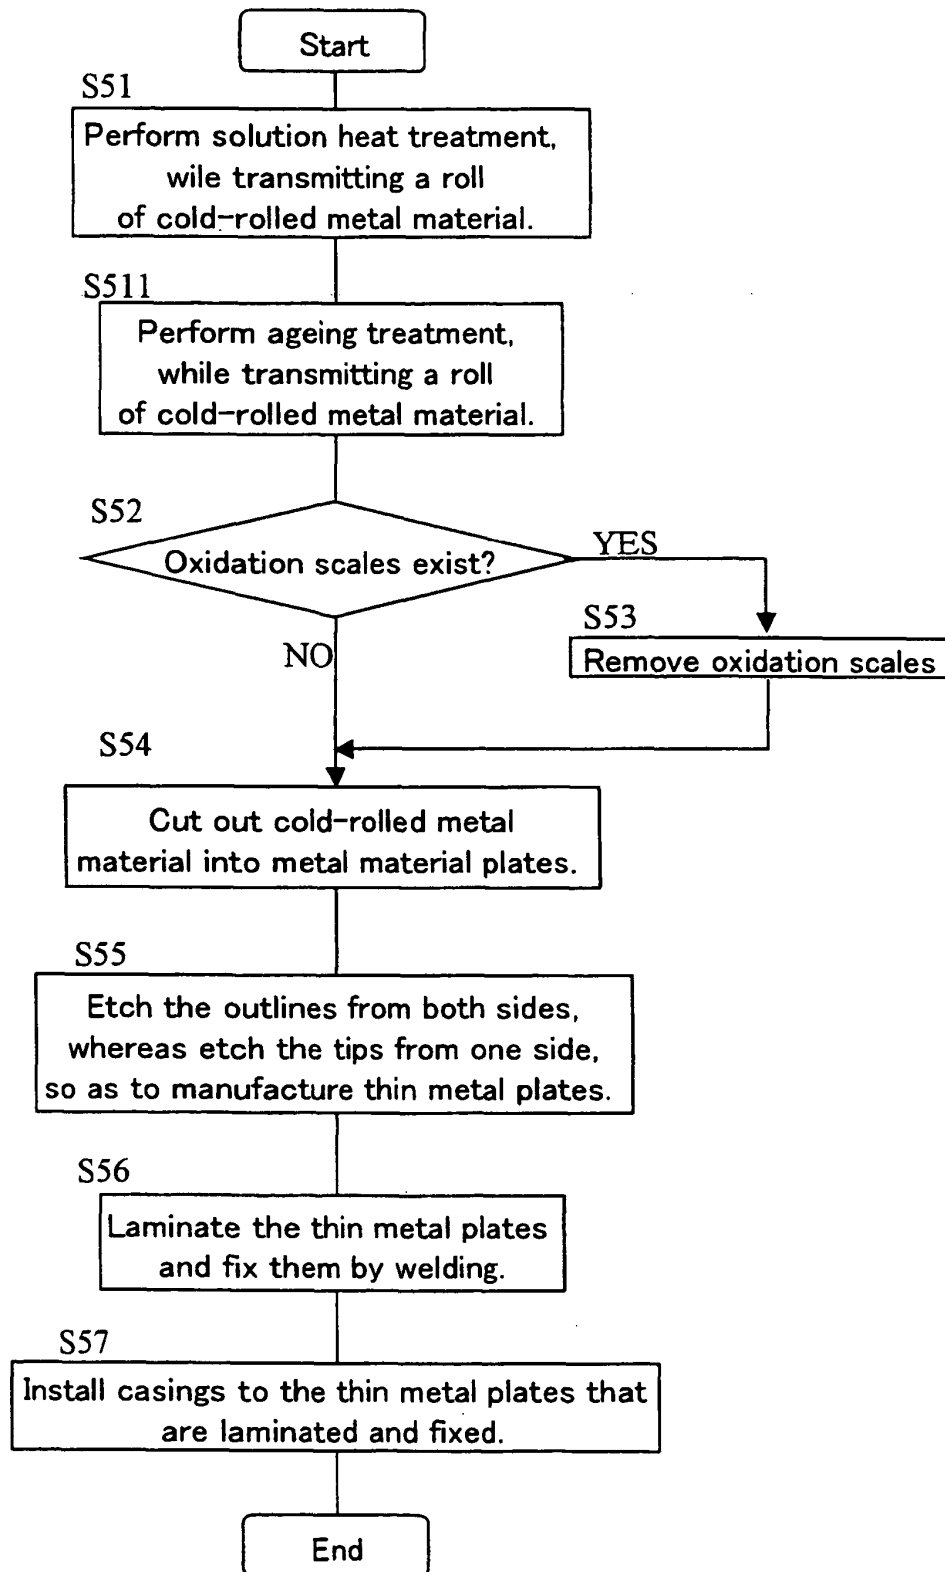 Start
S51
Perform solution heat treatment,
wile transmitting a roll
of cold-rolled metal material.
S511
Perform ageing treatment,
while transmitting a roll
of cold-rolled metal material.
S52
Oxidation scales exist?
YES
S53
Remove oxidation scales
NO
S54
Cut out cold-rolled metal
material into metal material plates.
S55
Etch the outlines from both sides,
whereas etch the tips from one side,
so as to manufacture thin metal plates.
S56
Laminate the thin metal plates
and fix them by welding.
S57
Install casings to the thin metal plates that
are laminated and fixed.
End